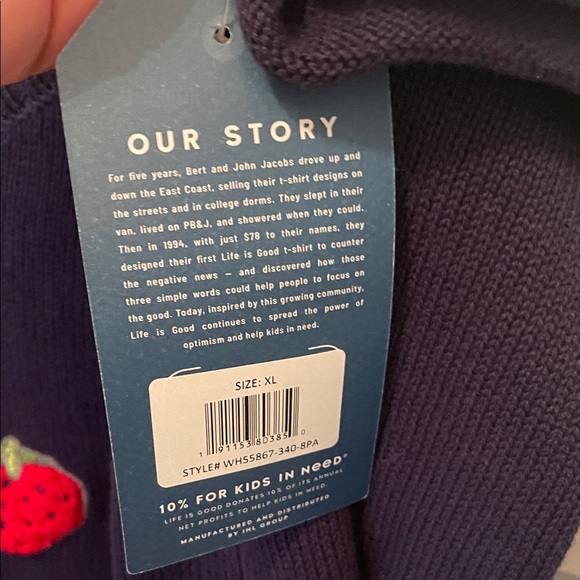 OUR STORY
For five years, Bert and John Jacobs drove up and
down the East Coast, selling their t-shirt designs on
the streets and in college dorms. They slept in their
van, lived on PB&J, and showered when they could.
Then in 1994, with just $78 to their names, they
designed their first Life is Good t-shirt to counter
the negative news – and discovered how those
three simple words could help people to focus on
the good. Today, inspired by this growing community,
Life is Good continues to spread the power of
optimism and help kids in need.
SIZE: XL
1 91153 80385 0
STYLE# WH55867-340-8PA
10% FOR KIDS IN NeeD®
LIFE IS GOOD DONATES 10% OF ITS ANNUAL
NET PROFITS TO HELP KIDS IN NEED.
MANUFACTURED AND DISTRIBUTED
BY IHL GROUP